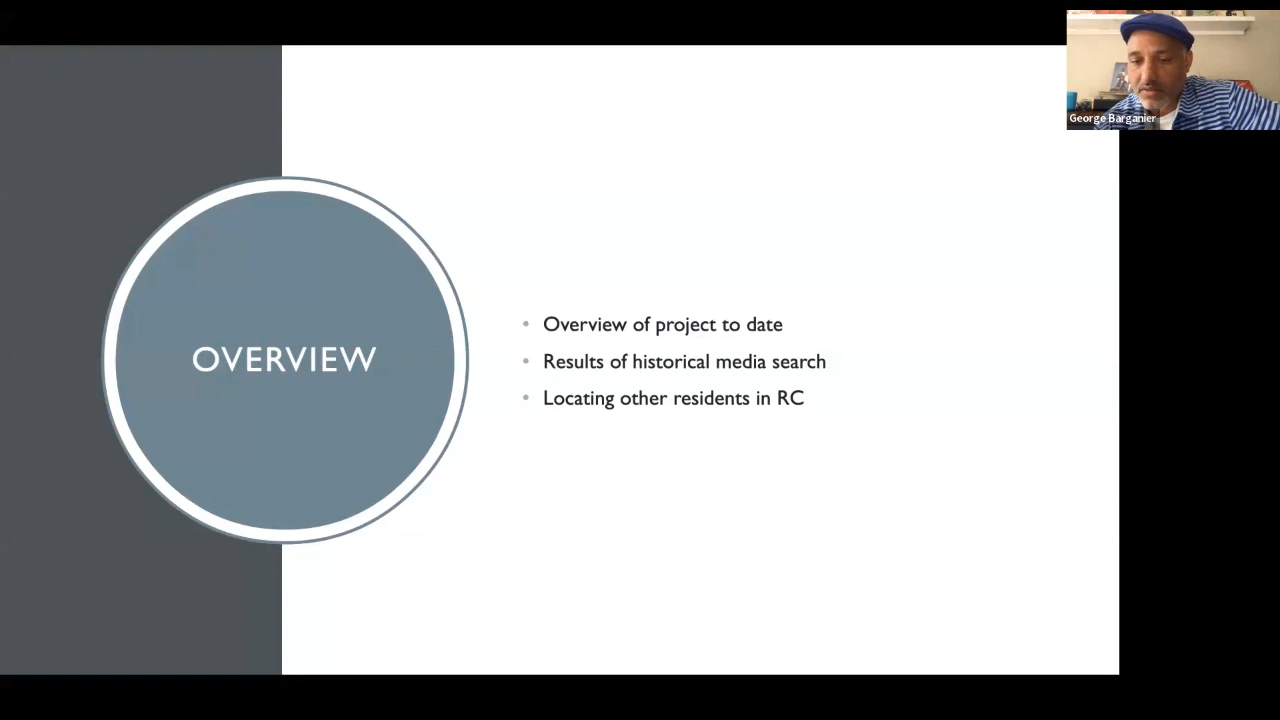 George Barganier
OVERVIEW
• Overview of project to date
• Results of historical media search
• Locating other residents in RC